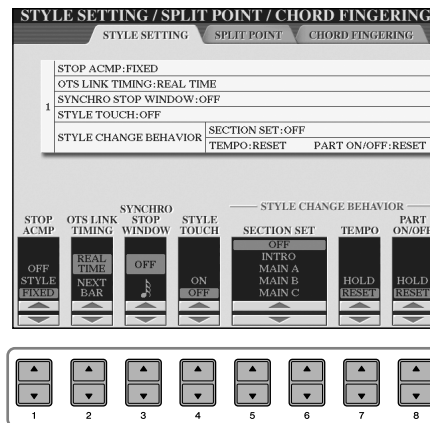 STYLE SETTING / SPLIT POINT / CHORD FINGERING
STYLE SETTING SPLIT POINT CHORD FINGERING
STOP ACMP:FIXED
OTS LINK TIMING:REAL TIME
1 SYNCHRO STOP WINDOW:OFF
STYLE TOUCH:OFF
STYLE CHANGE BEHAVIOR SECTION SET:OFF
TEMPO:RESET PART ON/OFF:RESET
STYLE CHANGE BEHAVIOR
STOP ACMP
OFF
STYLE
FIXED
OTS LINK TIMING
REAL TIME
NEXT BAR
SYNCHRO STOP WINDOW
OFF
STYLE TOUCH
ON
OFF
SECTION SET
OFF
INTRO
MAIN A
MAIN B
MAIN C
TEMPO
HOLD
RESET
PART ON/OFF
HOLD
RESET
1 2 3 4 5 6 7 8